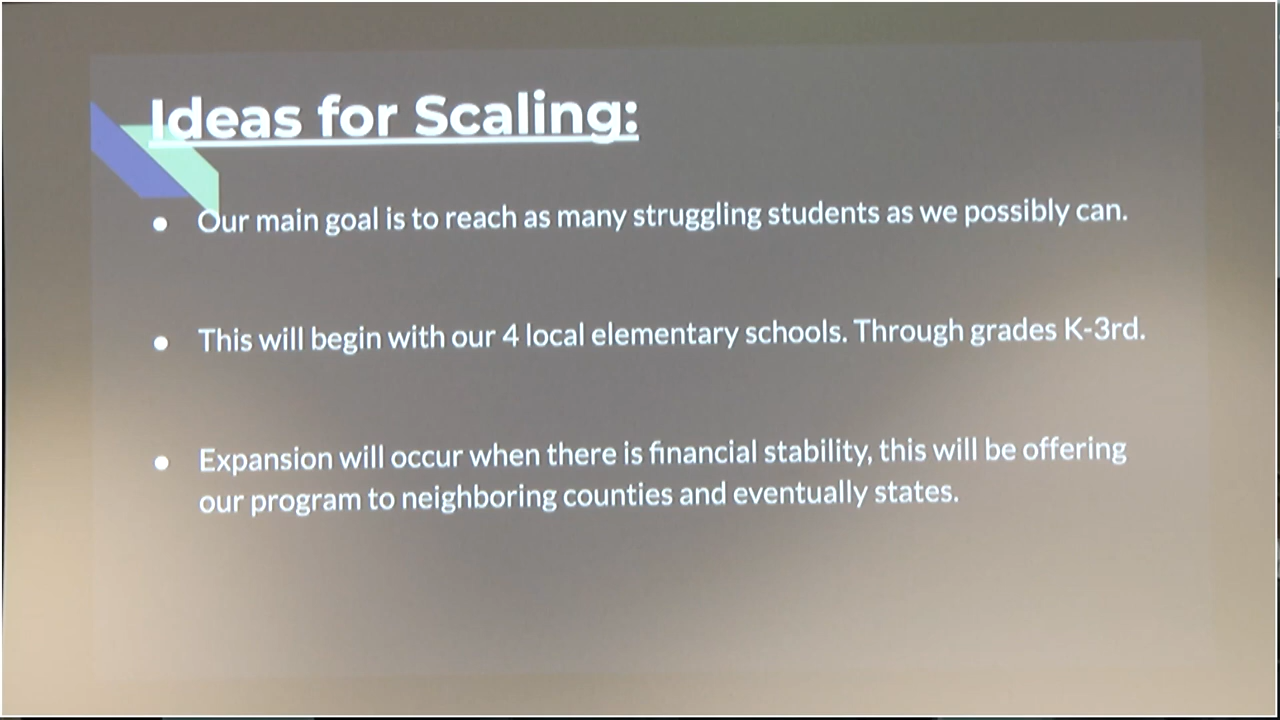 Ideas for Scaling:
● Our main goal is to reach as many struggling students as we possibly can.
● This will begin with our 4 local elementary schools. Through grades K-3rd.
● Expansion will occur when there is financial stability, this will be offering
our program to neighboring counties and eventually states.